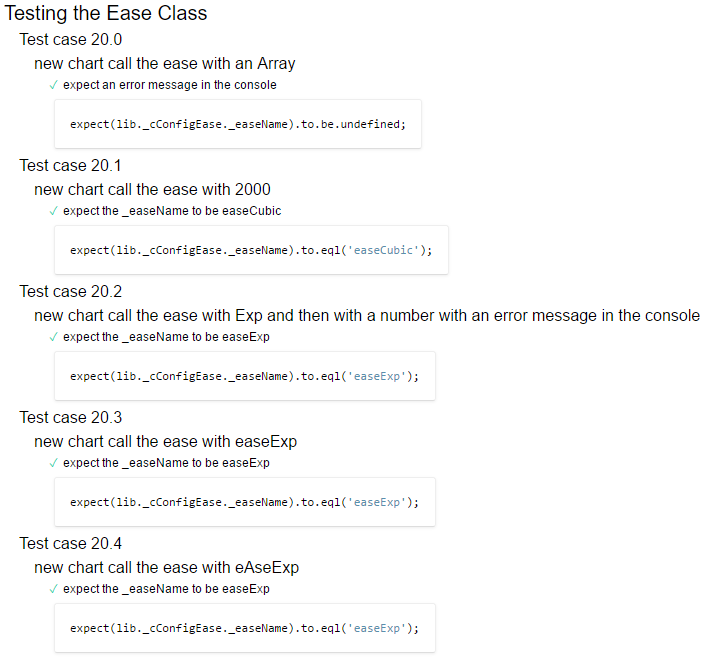 Testing the Ease Class
Test case 20.0
new chart call the ease with an Array
✓ expect an error message in the console
expect(lib._cConfigEase._easeName).to.be.undefined;
Test case 20.1
new chart call the ease with 2000
✓ expect the _easeName to be easeCubic
expect(lib._cConfigEase._easeName).to.eql('easeCubic');
Test case 20.2
new chart call the ease with Exp and then with a number with an error message in the console
✓ expect the _easeName to be easeExp
expect(lib._cConfigEase._easeName).to.eql('easeExp');
Test case 20.3
new chart call the ease with easeExp
✓ expect the _easeName to be easeExp
expect(lib._cConfigEase._easeName).to.eql('easeExp');
Test case 20.4
new chart call the ease with eAseExp
✓ expect the _easeName to be easeExp
expect(lib._cConfigEase._easeName).to.eql('easeExp');